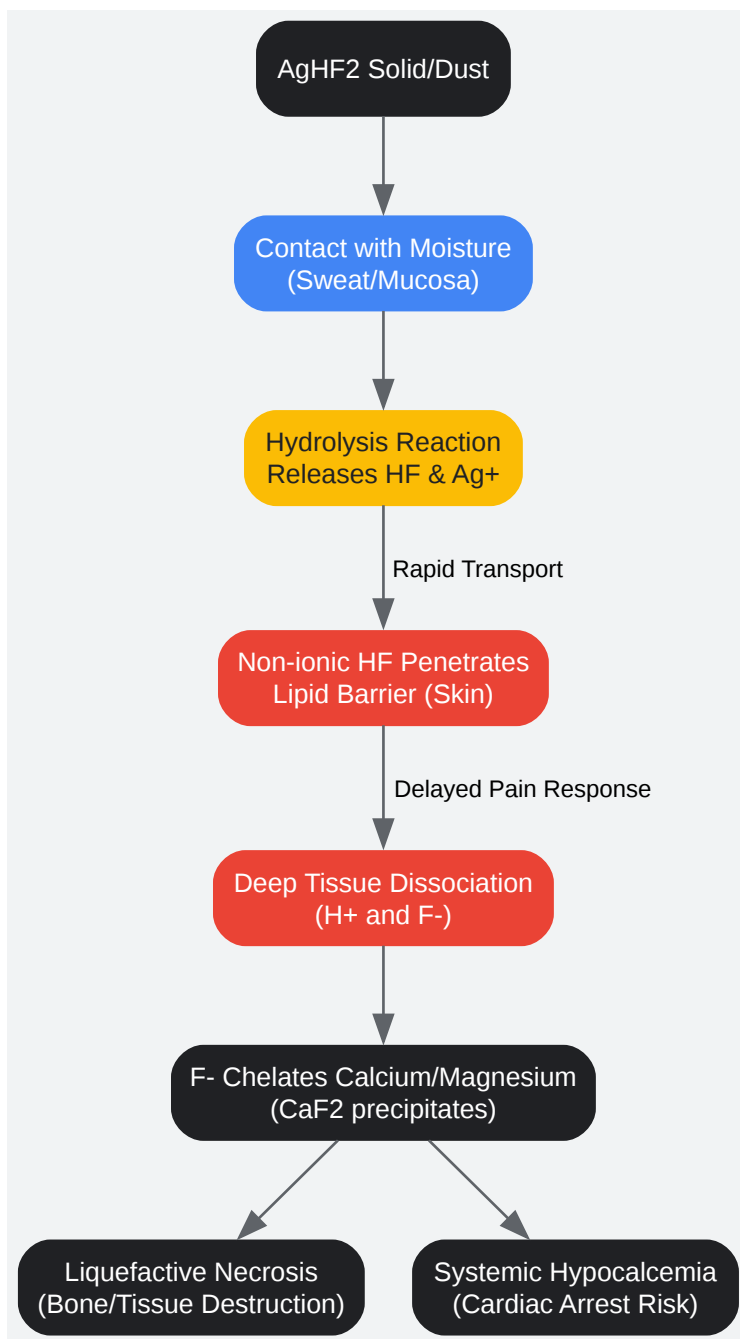 AgHF2 Solid/Dust
Contact with Moisture
(Sweat/Mucosa)
Hydrolysis Reaction
Releases HF & Ag+
Rapid Transport
Non-ionic HF Penetrates
Lipid Barrier (Skin)
Delayed Pain Response
Deep Tissue Dissociation
(H+ and F-)
F- Chelates Calcium/Magnesium
(CaF2 precipitates)
Liquefactive Necrosis
(Bone/Tissue Destruction)
Systemic Hypocalcemia
(Cardiac Arrest Risk)